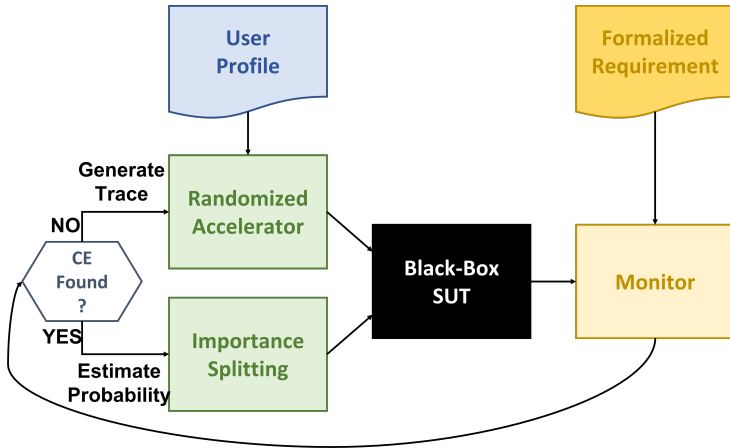 User
Profile
Formalized
Requirement
Generate
Trace
Randomized
Accelerator
NO
CE
Found
?
Black-Box
SUT
Monitor
YES
Importance
Splitting
Estimate
Probability